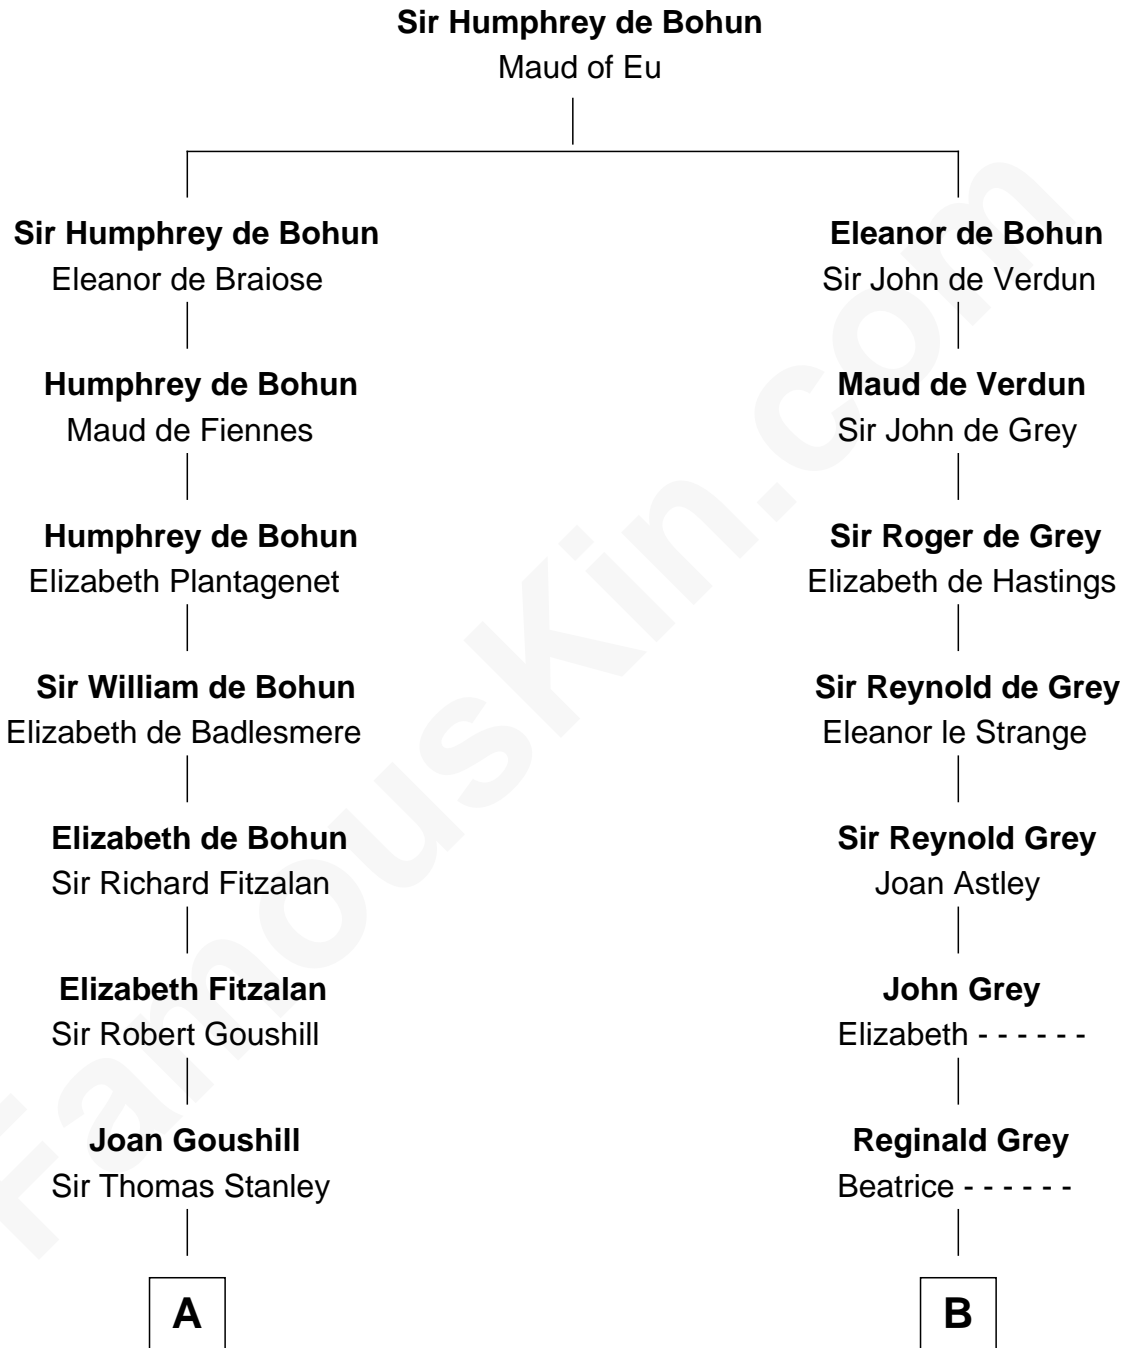 Sir Humphrey de Bohun
Maud of Eu
Sir Humphrey de Bohun
Eleanor de Braiose
Humphrey de Bohun
Maud de Fiennes
Humphrey de Bohun
Elizabeth Plantagenet
Sir William de Bohun
Elizabeth de Badlesmere
Elizabeth de Bohun
Sir Richard Fitzalan
Elizabeth Fitzalan
Sir Robert Goushill
Joan Goushill
Sir Thomas Stanley
A
Eleanor de Bohun
Sir John de Verdun
Maud de Verdun
Sir John de Grey
Sir Roger de Grey
Elizabeth de Hastings
Sir Reynold de Grey
Eleanor le Strange
Sir Reynold Grey
Joan Astley
John Grey
Elizabeth - - - - - -
Reginald Grey
Beatrice - - - - - -
B
FamousKin.com